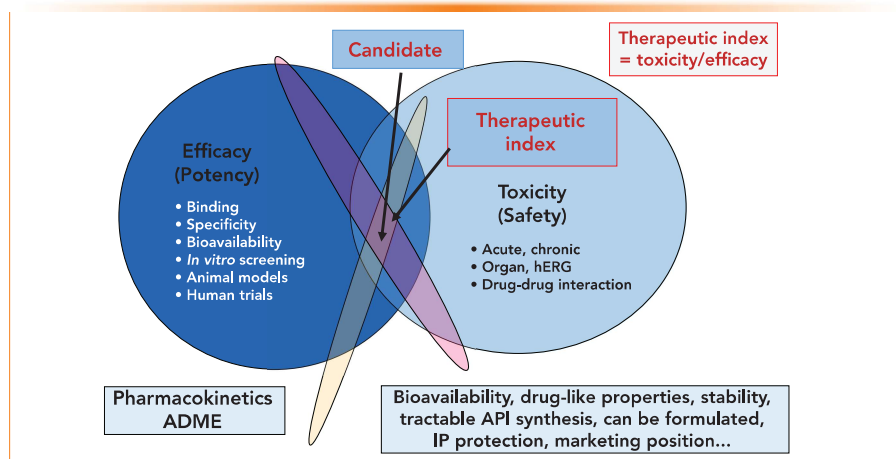 Candidate
Therapeutic index
= toxicity/efficacy
Therapeutic
index
Efficacy
(Potency)
• Binding
• Specificity
• Bioavailability
• In vitro screening
• Animal models
• Human trials
Toxicity
(Safety)
• Acute, chronic
• Organ, hERG
• Drug-drug interaction
Pharmacokinetics
ADME
Bioavailability, drug-like properties, stability,
tractable API synthesis, can be formulated,
IP protection, marketing position...